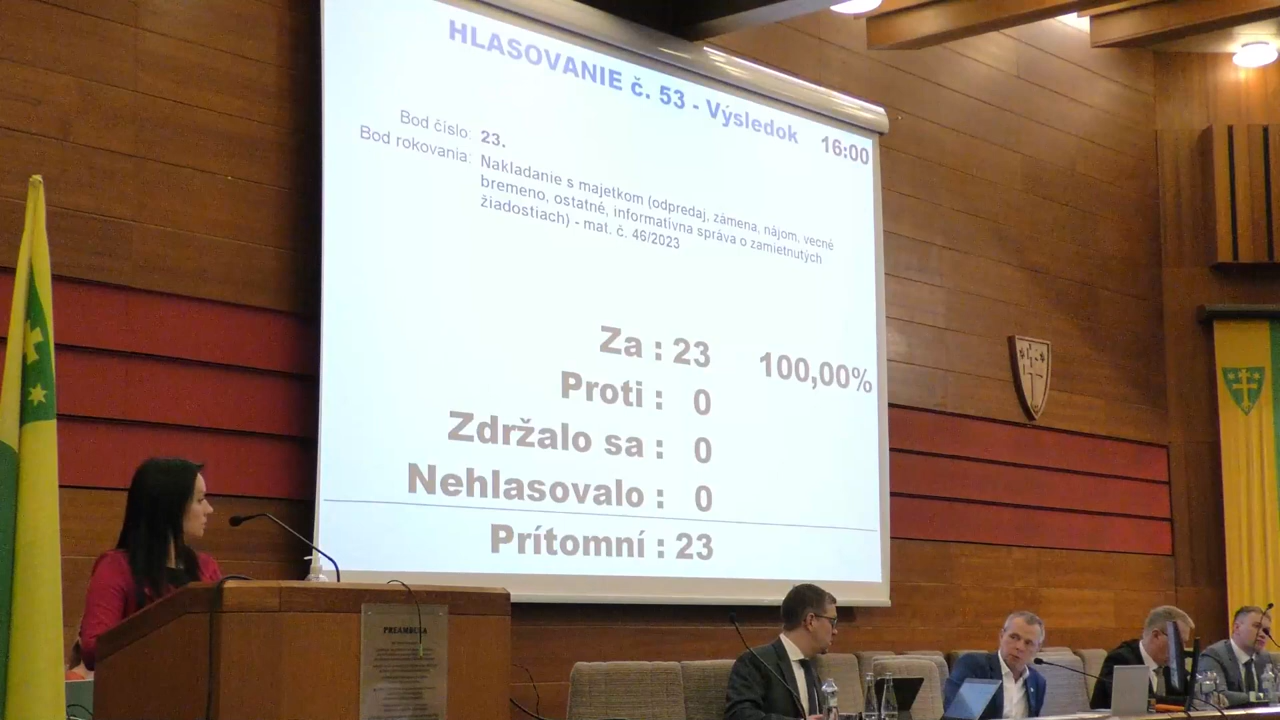 HLASOVANIE č. 53 - Výsledok 16:00
Bod číslo: 23.
Bod rokovania: Nakladanie s majetkom (odpredaj, zámena, nájom, vecné
bremeno, ostatné, informatívna správa o zamietnutých
žiadostiach) - mat. č. 46/2023
Za : 23 100,00%
Proti : 0
Zdržalo sa : 0
Nehlasovalo : 0
Prítomní : 23
PREAMBULA